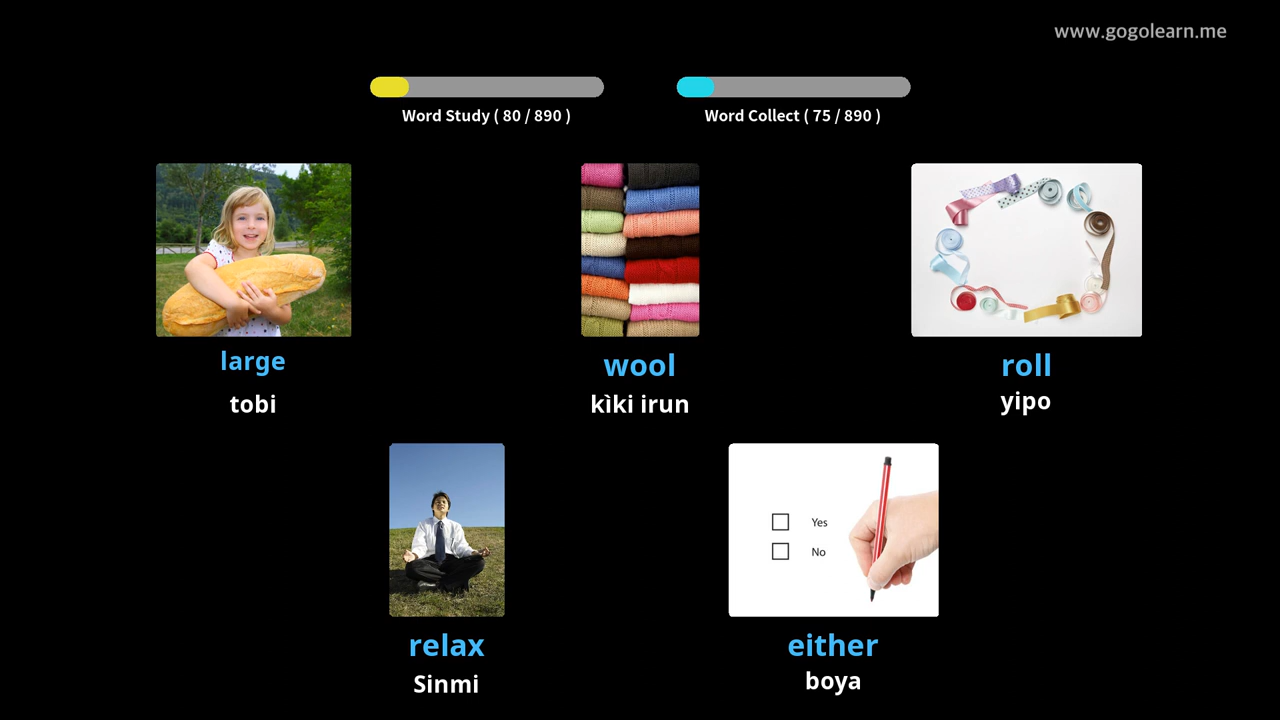 www.gogolearn.me
Word Study ( 80 / 890 )
Word Collect ( 75 / 890 )
large
tobi
wool
kìki irun
roll
yipo
Yes
No
relax
Sinmi
either
boya